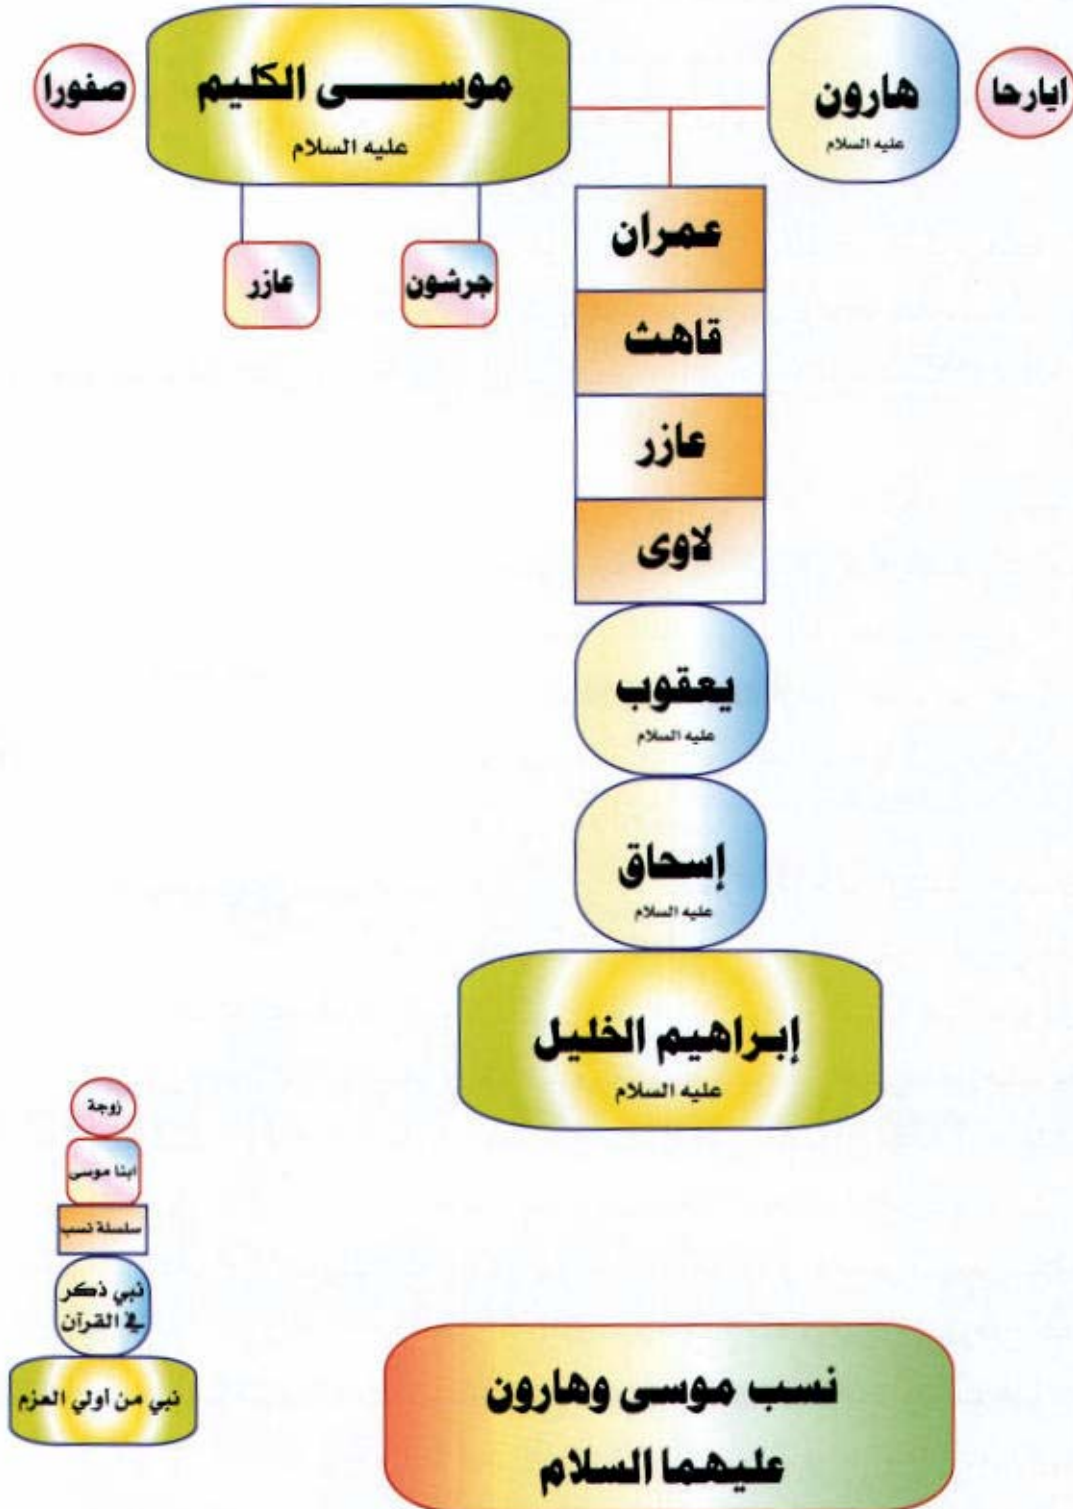 موسى الكليم
عليه السلام
هارون
عليه السلام
ايارحا
صفورا
جرشون
عازر
عمران
قاهث
عازر
لاوى
يعقوب
عليه السلام
إسحاق
عليه السلام
إبراهيم الخليل
عليه السلام
زوجة
ابنا موسى
سلسلة نسب
نبي ذكر
في القرآن
نبي من أولي العزم
نسب موسى وهارون
عليهما السلام